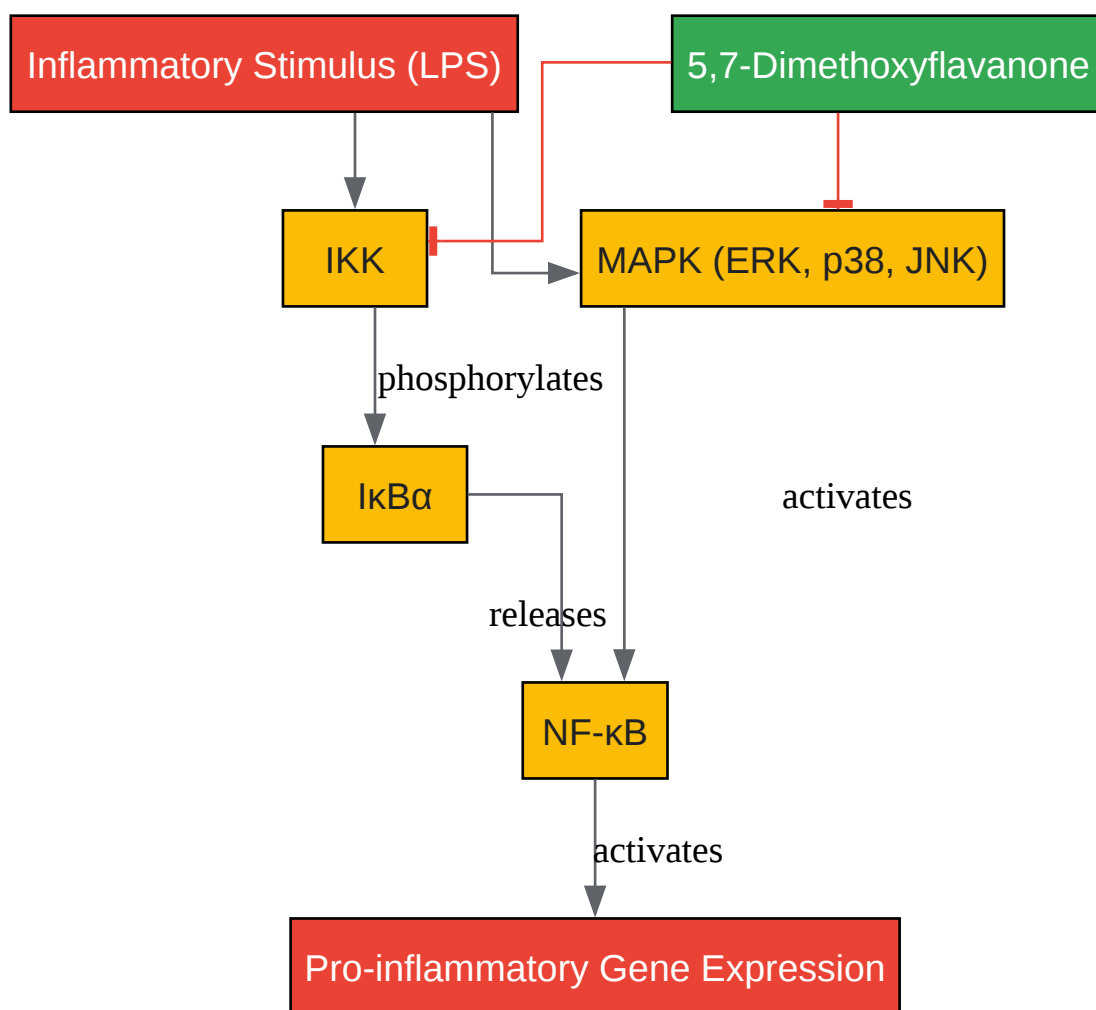 Inflammatory Stimulus (LPS)
5,7-Dimethoxyflavanone
IKK
MAPK (ERK, p38, JNK)
phosphorylates
IκBα
activates
releases
NF-κB
activates
Pro-inflammatory Gene Expression